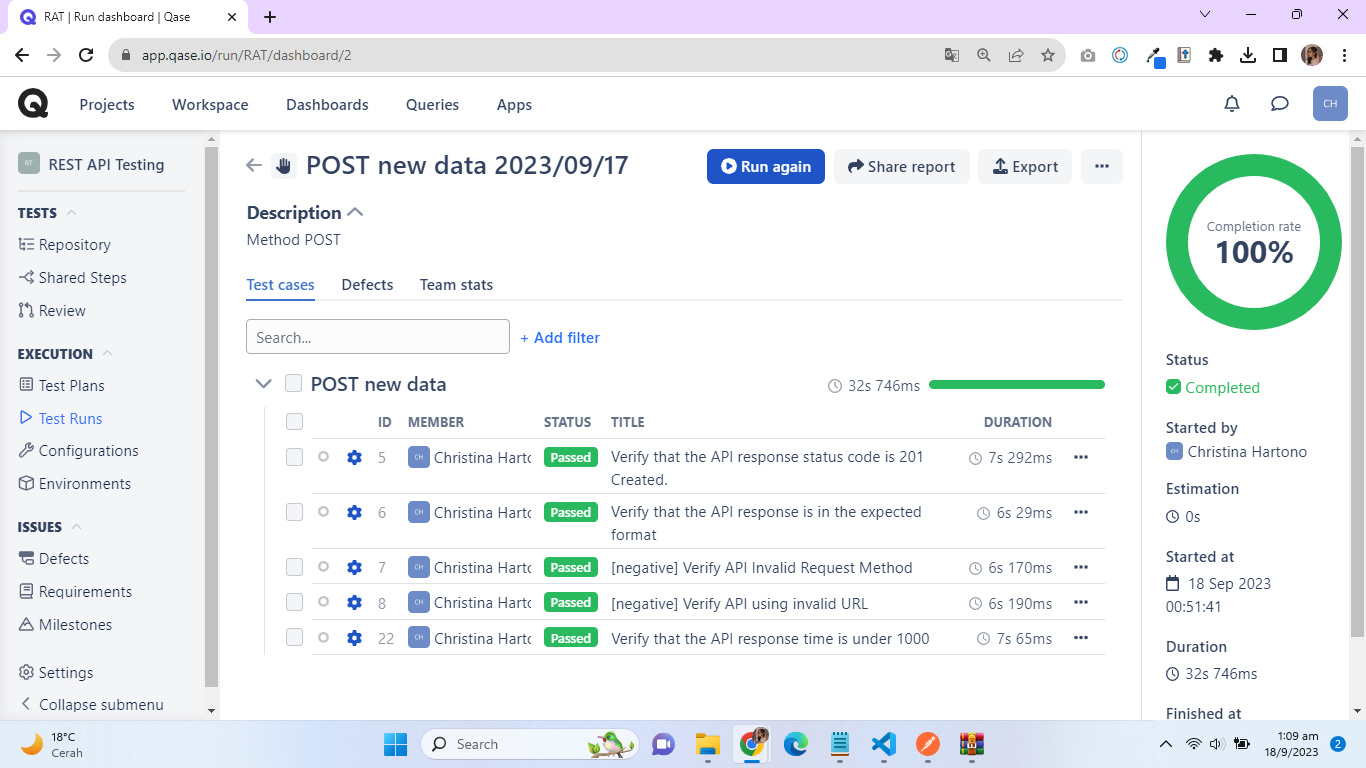 RAT | Run dashboard | Qase
app.qase.io/run/RAT/dashboard/2
Projects
Workspace
Dashboards
Queries
Apps
CH
RT
REST API Testing
TESTS
Repository
Shared Steps
Review
EXECUTION
Test Plans
Test Runs
Configurations
Environments
ISSUES
Defects
Requirements
Milestones
Settings
Collapse submenu
POST new data 2023/09/17
Run again
Share report
Export
Description
Method POST
Test cases
Defects
Team stats
Search...
+ Add filter
POST new data
32s 746ms
ID MEMBER STATUS TITLE DURATION
5 CH Christina Harto Passed Verify that the API response status code is 201 7s 292ms
Created.
6 CH Christina Harto Passed Verify that the API response is in the expected 6s 29ms
format
7 CH Christina Harto Passed [negative] Verify API Invalid Request Method 6s 170ms
8 CH Christina Harto Passed [negative] Verify API using invalid URL 6s 190ms
22 CH Christina Harto Passed Verify that the API response time is under 1000 7s 65ms
Completion rate
100%
Status
Completed
Started by
CH Christina Hartono
Estimation
0s
Started at
18 Sep 2023
00:51:41
Duration
32s 746ms
Finished at
18°C
Cerah
Search
1:09 am
18/9/2023
2